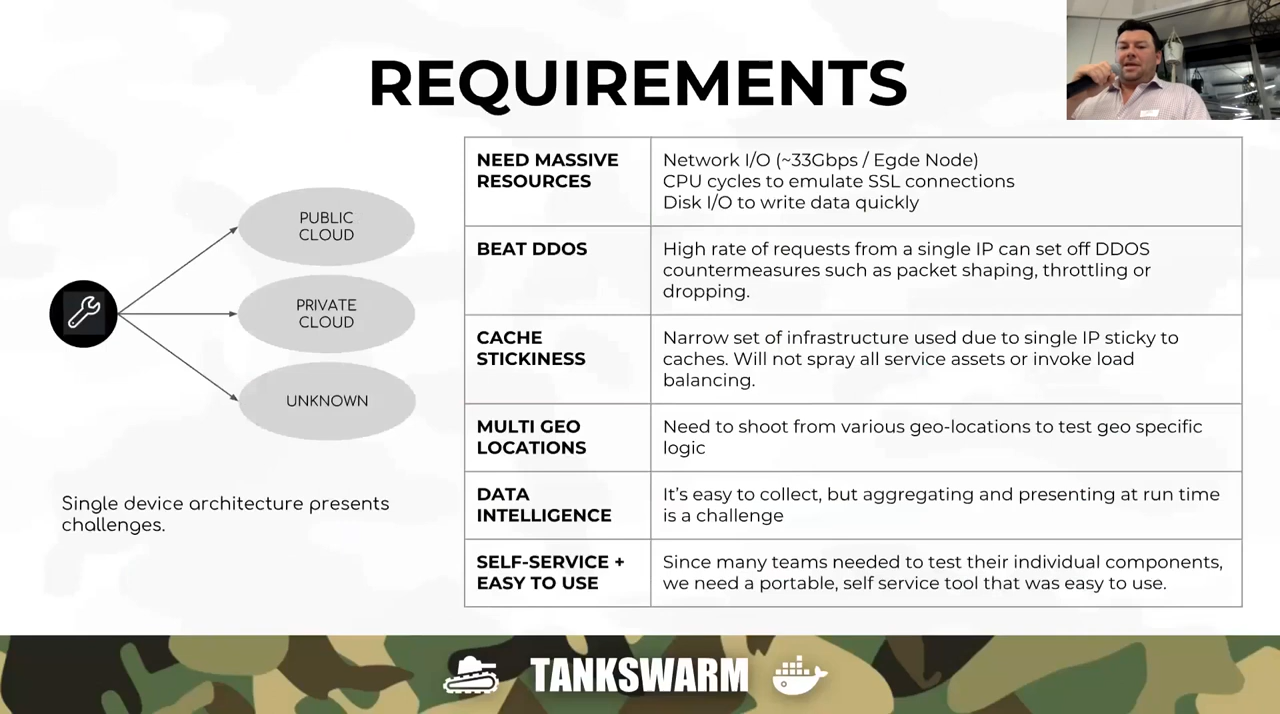 REQUIREMENTS
PUBLIC
CLOUD
PRIVATE
CLOUD
UNKNOWN
Single device architecture presents
challenges.
NEED MASSIVE
RESOURCES
Network I/O (~33Gbps / Egde Node)
CPU cycles to emulate SSL connections
Disk I/O to write data quickly
BEAT DDOS
High rate of requests from a single IP can set off DDOS
countermeasures such as packet shaping, throttling or
dropping.
CACHE
STICKINESS
Narrow set of infrastructure used due to single IP sticky to
caches. Will not spray all service assets or invoke load
balancing.
MULTI GEO
LOCATIONS
Need to shoot from various geo-locations to test geo specific
logic
DATA
INTELLIGENCE
It's easy to collect, but aggregating and presenting at run time
is a challenge
SELF-SERVICE +
EASY TO USE
Since many teams needed to test their individual components,
we need a portable, self service tool that was easy to use.
TANKSWARM